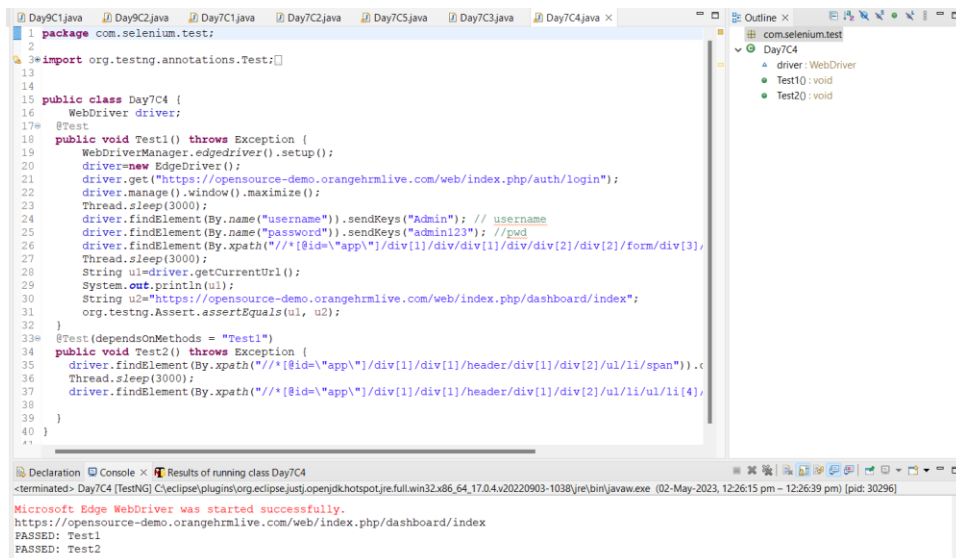 Day9C1.java Day9C2.java Day7C1.java Day7C2.java Day7C5.java Day7C3.java Day7C4.java
1 package com.selenium.test;
2
3 import org.testng.annotations.Test;
13
14
15 public class Day7C4 {
16 WebDriver driver;
17 @Test
18 public void Test1() throws Exception {
19 WebDriverManager.edgedriver().setup();
20 driver=new EdgeDriver();
21 driver.get("https://opensource-demo.orangehrmlive.com/web/index.php/auth/login");
22 driver.manage().window().maximize();
23 Thread.sleep(3000);
24 driver.findElement(By.name("username")).sendKeys("Admin"); // username
25 driver.findElement(By.name("password")).sendKeys("admin123"); //pwd
26 driver.findElement(By.xpath("//*[@id=\"app\"]/div[1]/div/div[1]/div/div[2]/div[2]/form/div[3]/
27 Thread.sleep(3000);
28 String u1=driver.getCurrentUrl();
29 System.out.println(u1);
30 String u2="https://opensource-demo.orangehrmlive.com/web/index.php/dashboard/index";
31 org.testng.Assert.assertEquals(u1, u2);
32 }
33 @Test(dependsOnMethods = "Test1")
34 public void Test2() throws Exception {
35 driver.findElement(By.xpath("//*[@id=\"app\"]/div[1]/div[1]/header/div[1]/div[2]/ul/li/span")).c
36 Thread.sleep(3000);
37 driver.findElement(By.xpath("//*[@id=\"app\"]/div[1]/div[1]/header/div[1]/div[2]/ul/li/ul/li[4]/
38
39 }
40 }
41
Outline
com.selenium.test
Day7C4
driver : WebDriver
Test1() : void
Test2() : void
Declaration Console Results of running class Day7C4
<terminated> Day7C4 [TestNG] C:\eclipse\plugins\org.eclipse.justj.openjdk.hotspot.jre.full.win32.x86_64_17.0.4.v20220903-1038\jre\bin\javaw.exe (02-May-2023, 12:26:15 pm – 12:26:39 pm) [pid: 30296]
Microsoft Edge WebDriver was started successfully.
https://opensource-demo.orangehrmlive.com/web/index.php/dashboard/index
PASSED: Test1
PASSED: Test2